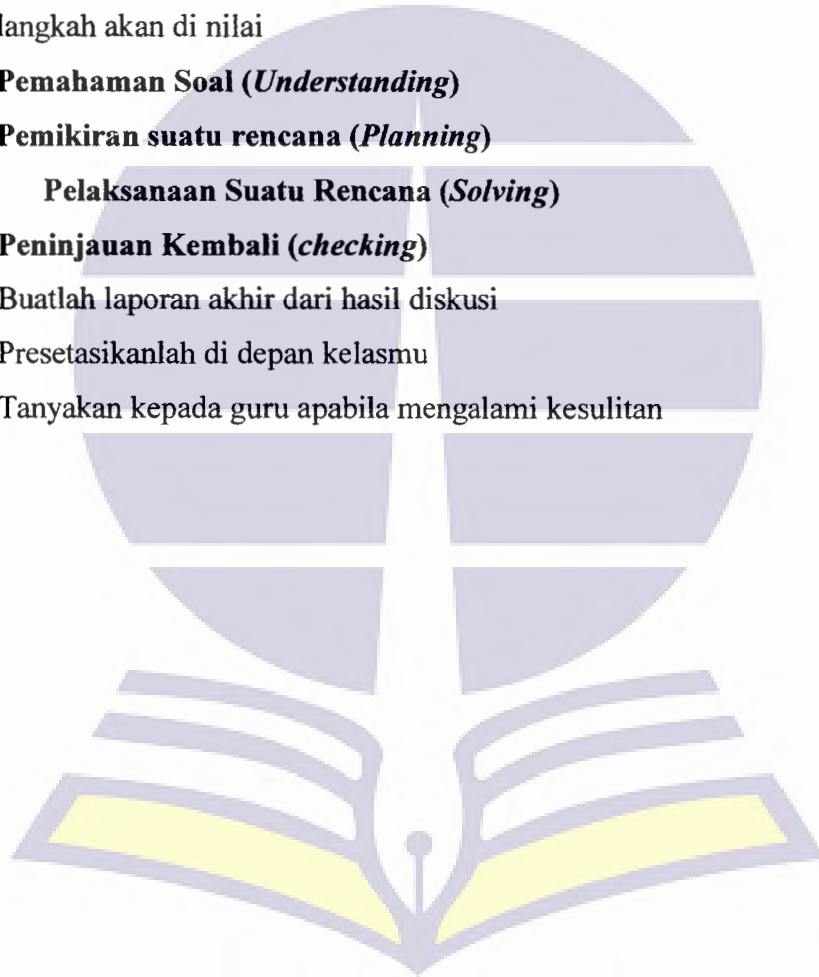 langkah akan di nilai
Pemahaman Soal (Understanding)
Pemikiran suatu rencana (Planning)
Pelaksanaan Suatu Rencana (Solving)
Peninjauan Kembali (checking)
Buatlah laporan akhir dari hasil diskusi
Presetasikanlah di depan kelasmu
Tanyakan kepada guru apabila mengalami kesulitan